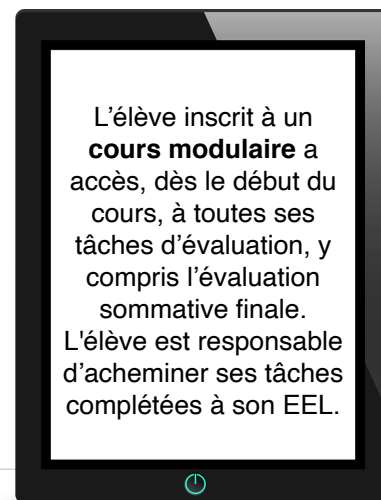 L’élève inscrit à un
cours modulaire a
accès, dès le début du
cours, à toutes ses
tâches d’évaluation, y
compris l’évaluation
sommative finale.
L'élève est responsable
d’acheminer ses tâches
complétées à son EEL.